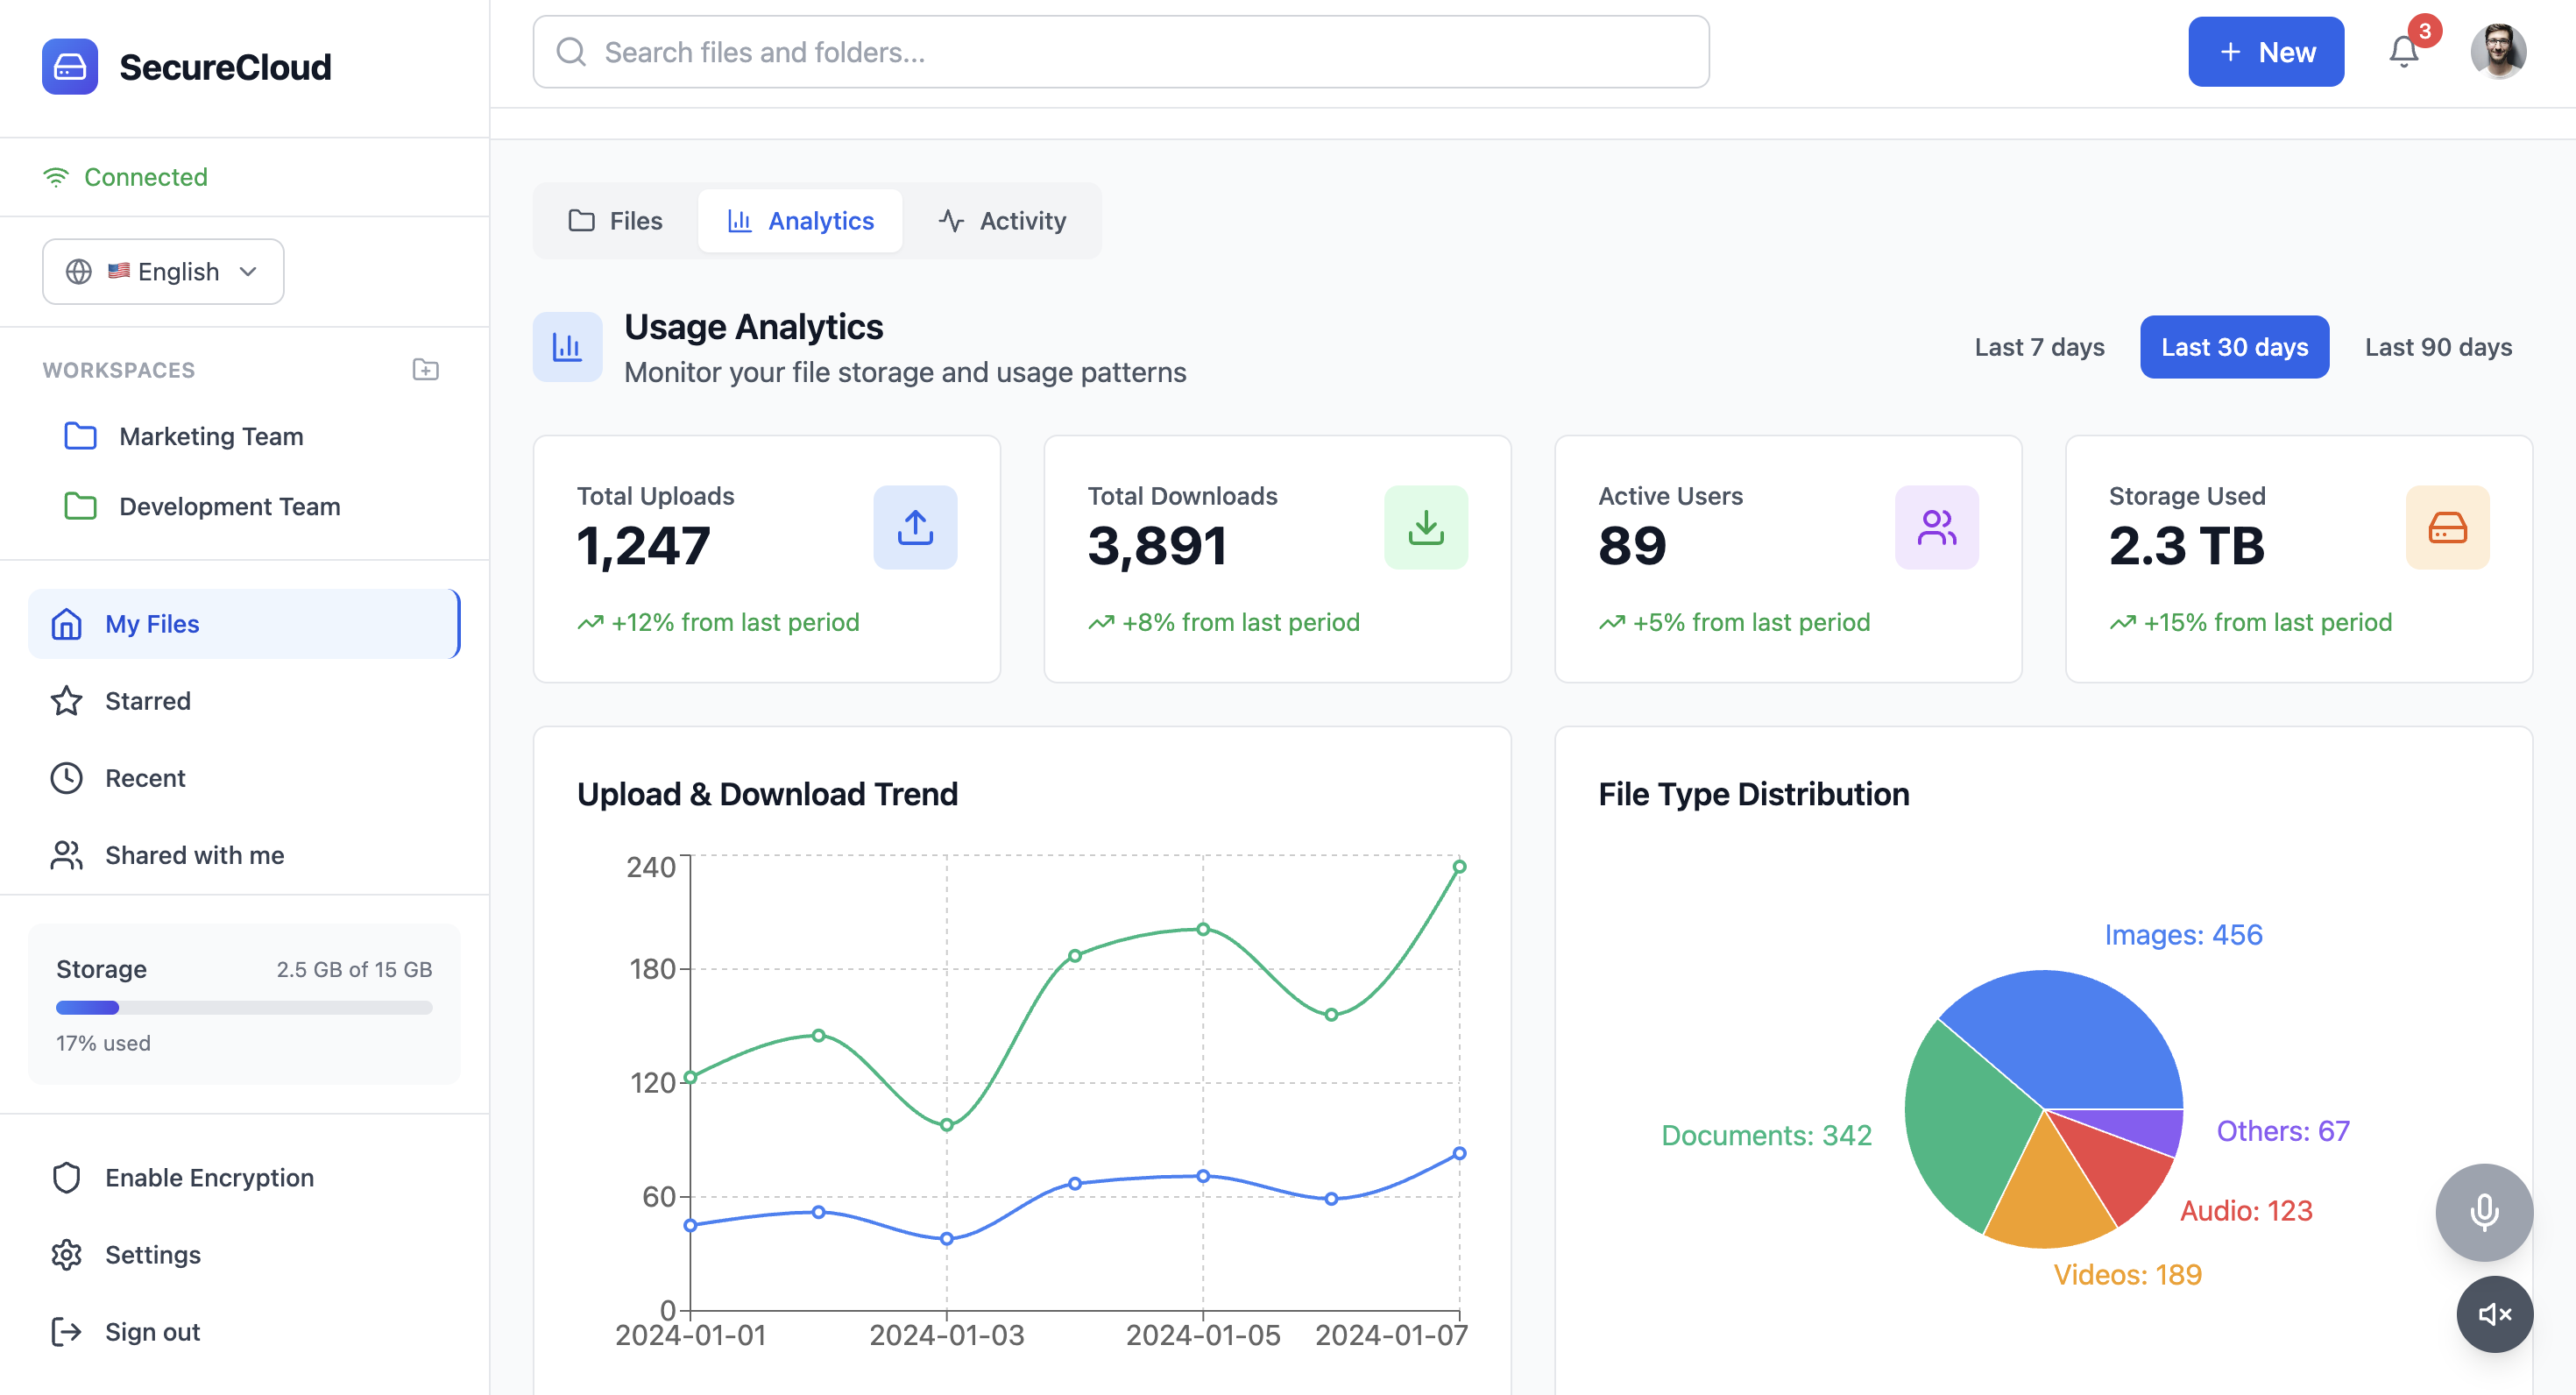 SecureCloud
Search files and folders...
New
3
Connected
English
WORKSPACES
Marketing Team
Development Team
My Files
Starred
Recent
Shared with me
Storage
2.5 GB of 15 GB
17% used
Enable Encryption
Settings
Sign out
Files
Analytics
Activity
Usage Analytics
Monitor your file storage and usage patterns
Last 7 days
Last 30 days
Last 90 days
Total Uploads
1,247
+12% from last period
Total Downloads
3,891
+8% from last period
Active Users
89
+5% from last period
Storage Used
2.3 TB
+15% from last period
Upload & Download Trend
240
180
120
60
0
2024-01-01
2024-01-03
2024-01-05
2024-01-07
File Type Distribution
Images: 456
Documents: 342
Others: 67
Audio: 123
Videos: 189